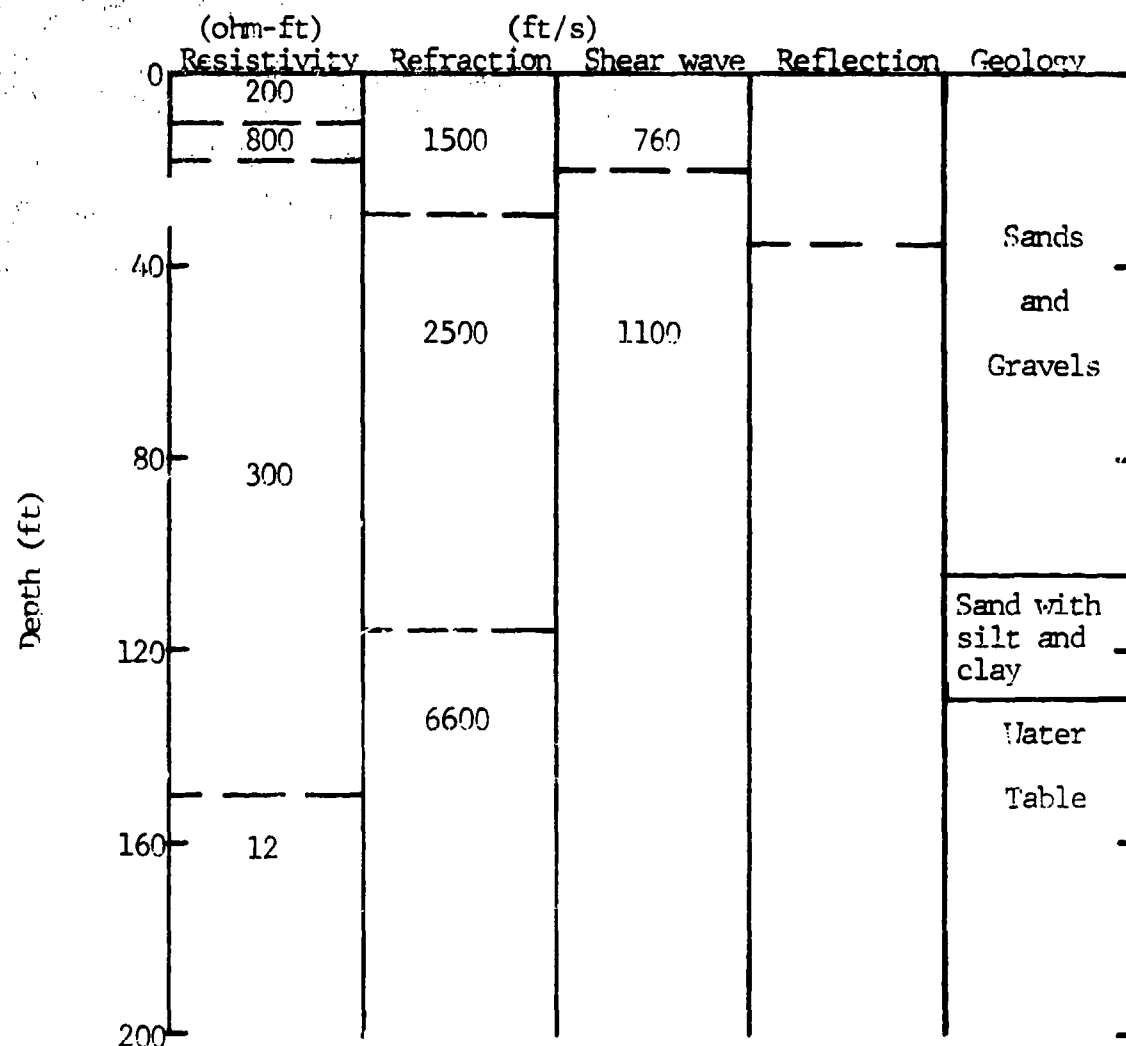 (ohm-ft) (ft/s)
Resistivity Refraction Shear wave Reflection Geology
0
200
800 1500 760
Sands
40
and
2500 1100
Gravels
80
300
Depth (ft)
Sand with
silt and
120
clay
6600
Water
Table
160 12
200